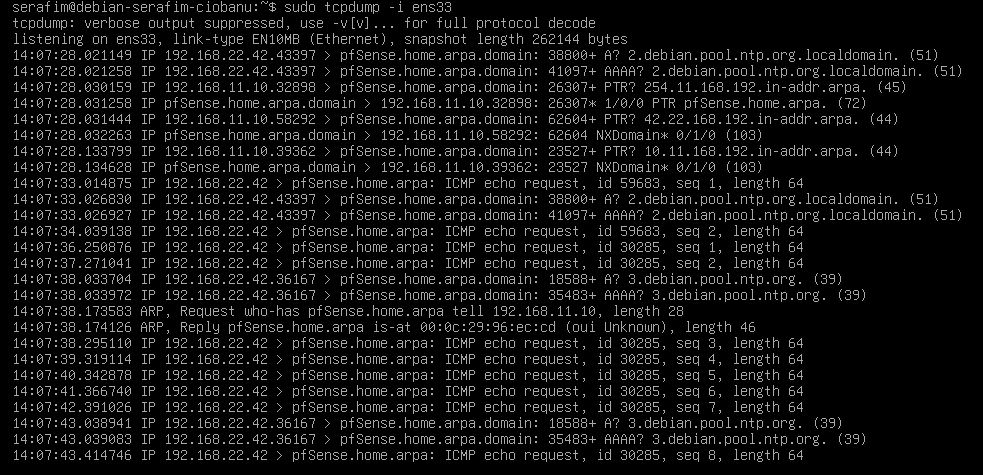 serafim@debian-serafim-ciobanu:~$ sudo tcpdump -i ens33
tcpdump: verbose output suppressed, use -v[v]... for full protocol decode
listening on ens33, link-type EN10MB (Ethernet), snapshot length 262144 bytes
14:07:28.021149 IP 192.168.22.42.43397 > pfSense.home.arpa.domain: 38800+ A? 2.debian.pool.ntp.org.localdomain. (51)
14:07:28.021258 IP 192.168.22.42.43397 > pfSense.home.arpa.domain: 41097+ AAAA? 2.debian.pool.ntp.org.localdomain. (51)
14:07:28.030159 IP 192.168.11.10.32898 > pfSense.home.arpa.domain: 26307+ PTR? 254.11.168.192.in-addr.arpa. (45)
14:07:28.031258 IP pfSense.home.arpa.domain > 192.168.11.10.32898: 26307* 1/0/0 PTR pfSense.home.arpa. (72)
14:07:28.031444 IP 192.168.11.10.58292 > pfSense.home.arpa.domain: 62604+ PTR? 42.22.168.192.in-addr.arpa. (44)
14:07:28.032263 IP pfSense.home.arpa.domain > 192.168.11.10.58292: 62604 NXDomain* 0/1/0 (103)
14:07:28.133799 IP 192.168.11.10.39362 > pfSense.home.arpa.domain: 23527+ PTR? 10.11.168.192.in-addr.arpa. (44)
14:07:28.134628 IP pfSense.home.arpa.domain > 192.168.11.10.39362: 23527 NXDomain* 0/1/0 (103)
14:07:33.014875 IP 192.168.22.42 > pfSense.home.arpa: ICMP echo request, id 59683, seq 1, length 64
14:07:33.026830 IP 192.168.22.42.43397 > pfSense.home.arpa.domain: 38800+ A? 2.debian.pool.ntp.org.localdomain. (51)
14:07:33.026927 IP 192.168.22.42.43397 > pfSense.home.arpa.domain: 41097+ AAAA? 2.debian.pool.ntp.org.localdomain. (51)
14:07:34.039138 IP 192.168.22.42 > pfSense.home.arpa: ICMP echo request, id 59683, seq 2, length 64
14:07:36.250876 IP 192.168.22.42 > pfSense.home.arpa: ICMP echo request, id 30285, seq 1, length 64
14:07:37.271041 IP 192.168.22.42 > pfSense.home.arpa: ICMP echo request, id 30285, seq 2, length 64
14:07:38.033704 IP 192.168.22.42.36167 > pfSense.home.arpa.domain: 18588+ A? 3.debian.pool.ntp.org. (39)
14:07:38.033972 IP 192.168.22.42.36167 > pfSense.home.arpa.domain: 35483+ AAAA? 3.debian.pool.ntp.org. (39)
14:07:38.173583 ARP, Request who-has pfSense.home.arpa tell 192.168.11.10, length 28
14:07:38.174126 ARP, Reply pfSense.home.arpa is-at 00:0c:29:96:ec:cd (oui Unknown), length 46
14:07:38.295110 IP 192.168.22.42 > pfSense.home.arpa: ICMP echo request, id 30285, seq 3, length 64
14:07:39.319114 IP 192.168.22.42 > pfSense.home.arpa: ICMP echo request, id 30285, seq 4, length 64
14:07:40.342878 IP 192.168.22.42 > pfSense.home.arpa: ICMP echo request, id 30285, seq 5, length 64
14:07:41.366740 IP 192.168.22.42 > pfSense.home.arpa: ICMP echo request, id 30285, seq 6, length 64
14:07:42.391026 IP 192.168.22.42 > pfSense.home.arpa: ICMP echo request, id 30285, seq 7, length 64
14:07:43.038941 IP 192.168.22.42.36167 > pfSense.home.arpa.domain: 18588+ A? 3.debian.pool.ntp.org. (39)
14:07:43.039083 IP 192.168.22.42.36167 > pfSense.home.arpa.domain: 35483+ AAAA? 3.debian.pool.ntp.org. (39)
14:07:43.414746 IP 192.168.22.42 > pfSense.home.arpa: ICMP echo request, id 30285, seq 8, length 64